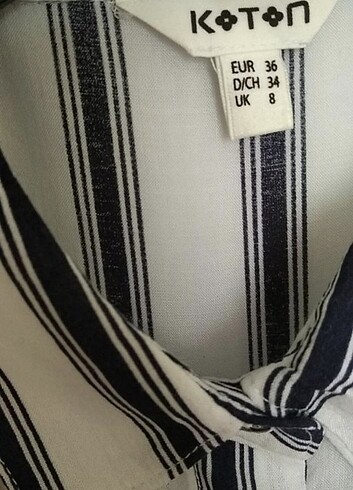 KOTON
EUR 36
D/CH 34
UK 8